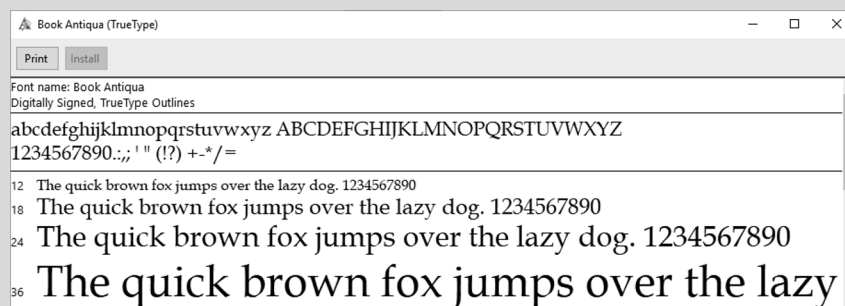 Book Antiqua (TrueType)
Print Install
Font name: Book Antiqua
Digitally Signed, TrueType Outlines
abcdefghijklmnopqrstuvwxyz ABCDEFGHIJKLMNOPQRSTUVWXYZ
1234567890.:,; ' " (!?) +-*/=
12 The quick brown fox jumps over the lazy dog. 1234567890
18 The quick brown fox jumps over the lazy dog. 1234567890
24 The quick brown fox jumps over the lazy dog. 1234567890
36 The quick brown fox jumps over the lazy